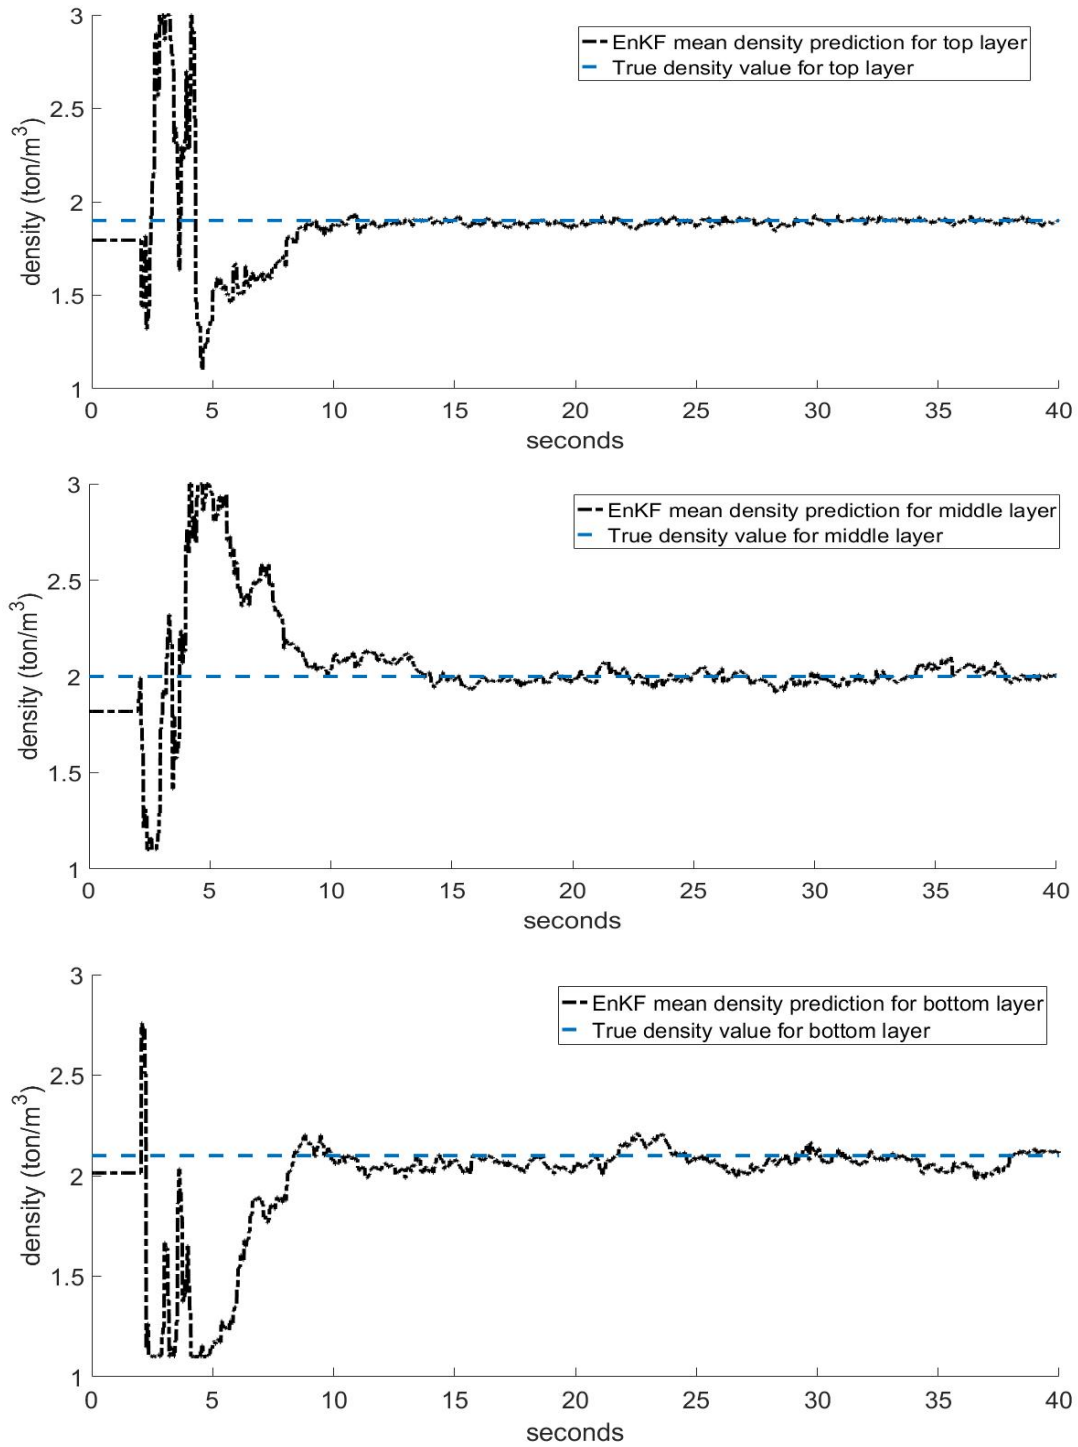 3
2.5
2
1.5
1
density (ton/m³)
EnKF mean density prediction for top layer
True density value for top layer
0 5 10 15 20 25 30 35 40
seconds
3
2.5
2
1.5
1
density (ton/m³)
EnKF mean density prediction for middle layer
True density value for middle layer
0 5 10 15 20 25 30 35 40
seconds
3
2.5
2
1.5
1
density (ton/m³)
EnKF mean density prediction for bottom layer
True density value for bottom layer
0 5 10 15 20 25 30 35 40
seconds